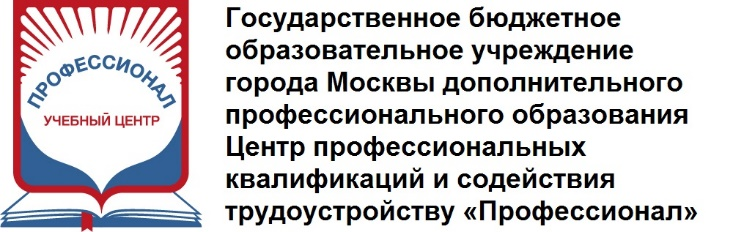 ПРОФЕССИОНАЛ
УЧЕБНЫЙ ЦЕНТР
Государственное бюджетное
образовательное учреждение
города Москвы дополнительного
профессионального образования
Центр профессиональных
квалификаций и содействия
трудоустройству «Профессионал»